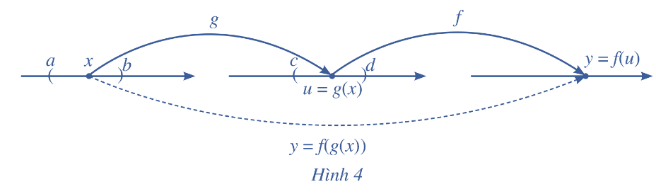 g
f
a ( x ) b
c ( ) d
y = f(u)
u = g(x)
y = f(g(x))
Hình 4